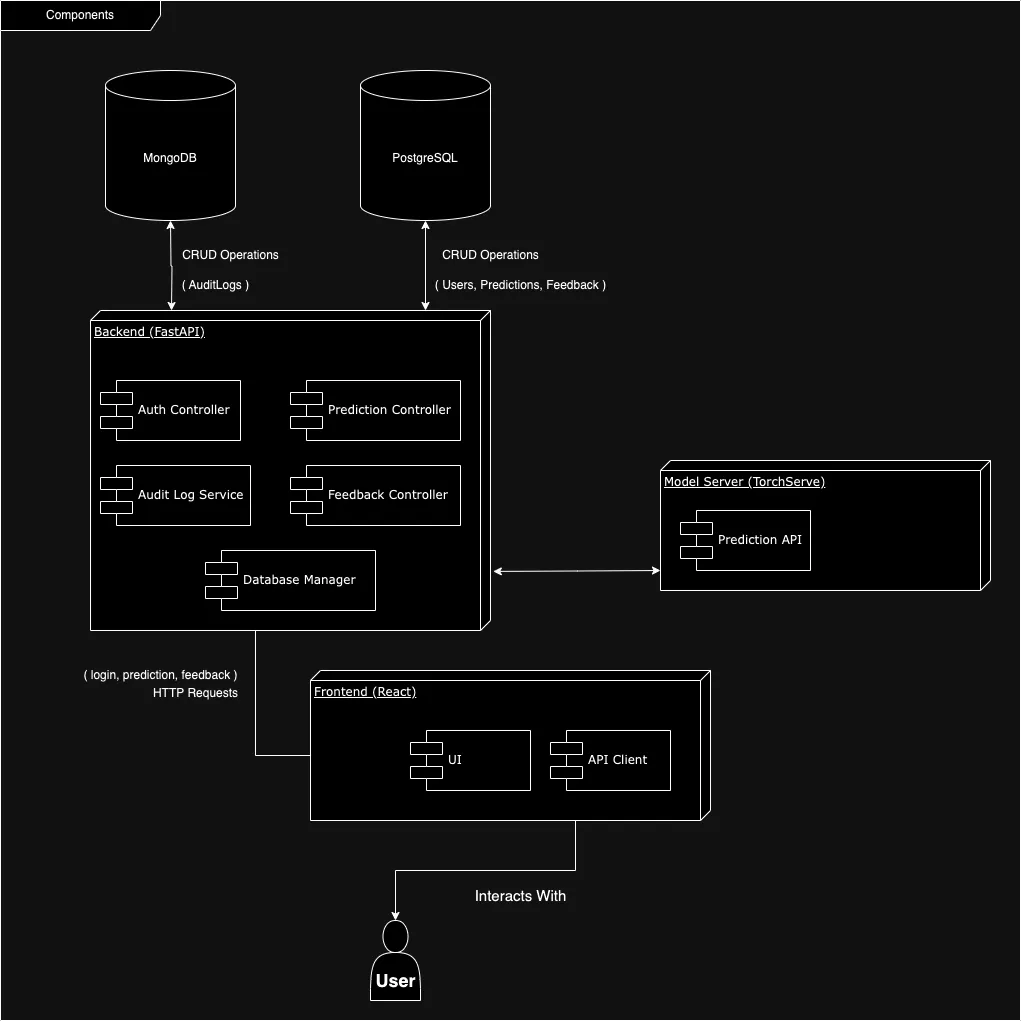 Components
MongoDB
PostgreSQL
CRUD Operations
( AuditLogs )
CRUD Operations
( Users, Predictions, Feedback )
Backend (FastAPI)
Auth Controller
Prediction Controller
Audit Log Service
Feedback Controller
Database Manager
Model Server (TorchServe)
Prediction API
( login, prediction, feedback )
HTTP Requests
Frontend (React)
UI
API Client
Interacts With
User